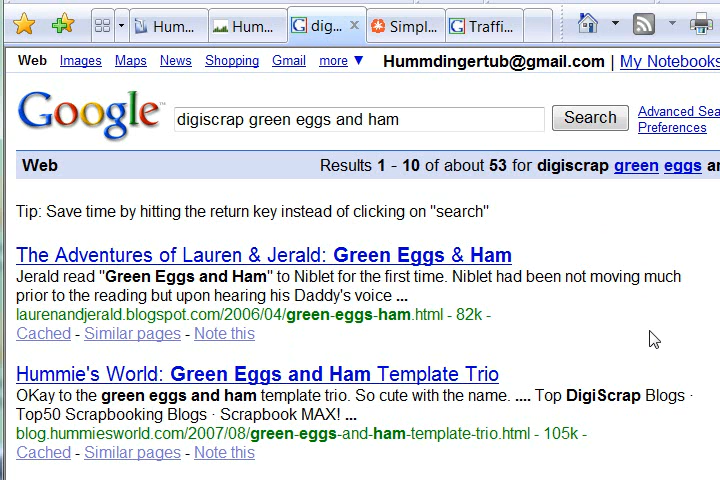 Hum... Hum... dig... Simpl... Traffi...
Web Images Maps News Shopping Gmail more ▼ Hummdingertub@gmail.com | My Notebooks
Google™ digiscrap green eggs and ham Search Advanced Sea
Preferences
Web Results 1 - 10 of about 53 for digiscrap green eggs an
Tip: Save time by hitting the return key instead of clicking on "search"
The Adventures of Lauren & Jerald: Green Eggs & Ham
Jerald read "Green Eggs and Ham" to Niblet for the first time. Niblet had been not moving much
prior to the reading but upon hearing his Daddy's voice ...
laurenandjerald.blogspot.com/2006/04/green-eggs-ham.html - 82k -
Cached - Similar pages - Note this
Hummie's World: Green Eggs and Ham Template Trio
OKay to the green eggs and ham template trio. So cute with the name. .... Top DigiScrap Blogs ·
Top50 Scrapbooking Blogs · Scrapbook MAX! ...
blog.hummiesworld.com/2007/08/green-eggs-and-ham-template-trio.html - 105k -
Cached - Similar pages - Note this